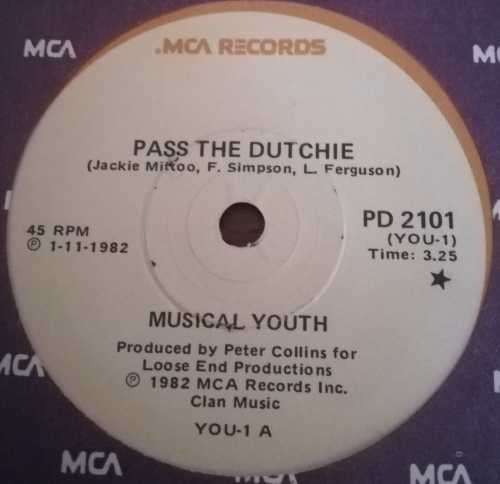 MCA
.MCA RECORDS
MCA
PASS THE DUTCHIE
(Jackie Mittoo, F. Simpson, L. Ferguson)
45 RPM
Ⓟ 1-11-1982
PD 2101
(YOU-1)
Time: 3.25
MUSICAL YOUTH
Produced by Peter Collins for
Loose End Productions
Ⓟ 1982 MCA Records Inc.
Clan Music
YOU-1 A
MCA
MCA
MCA